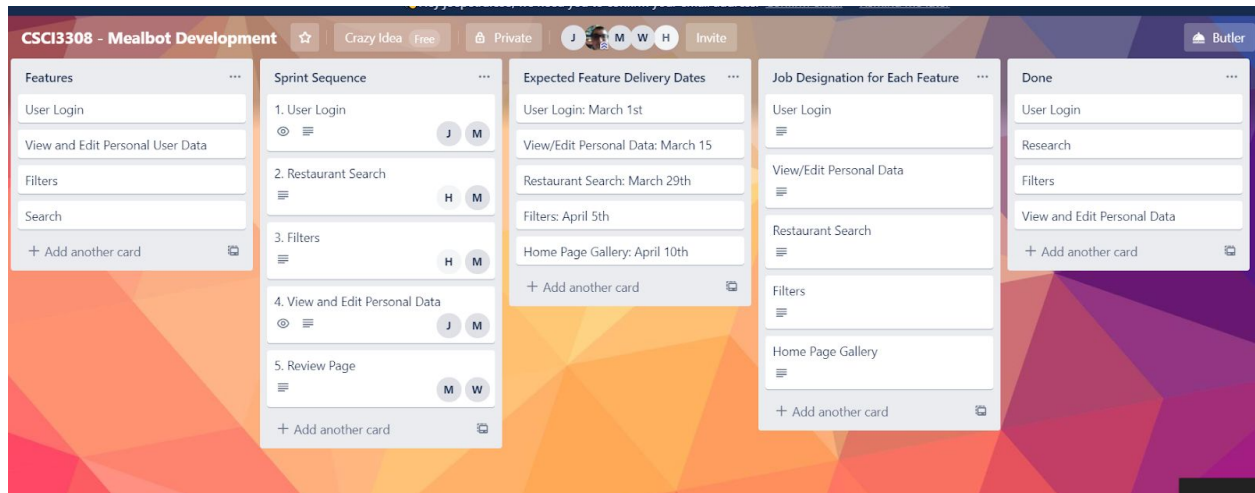 CSCI3308 - Mealbot Development
Crazy Idea Free
Private
J M W H
Invite
Butler
Features
User Login
View and Edit Personal User Data
Filters
Search
+ Add another card
Sprint Sequence
1. User Login
J M
2. Restaurant Search
H M
3. Filters
H M
4. View and Edit Personal Data
J M
5. Review Page
M W
+ Add another card
Expected Feature Delivery Dates
User Login: March 1st
View/Edit Personal Data: March 15
Restaurant Search: March 29th
Filters: April 5th
Home Page Gallery: April 10th
+ Add another card
Job Designation for Each Feature
User Login
View/Edit Personal Data
Restaurant Search
Filters
Home Page Gallery
+ Add another card
Done
User Login
Research
Filters
View and Edit Personal Data
+ Add another card